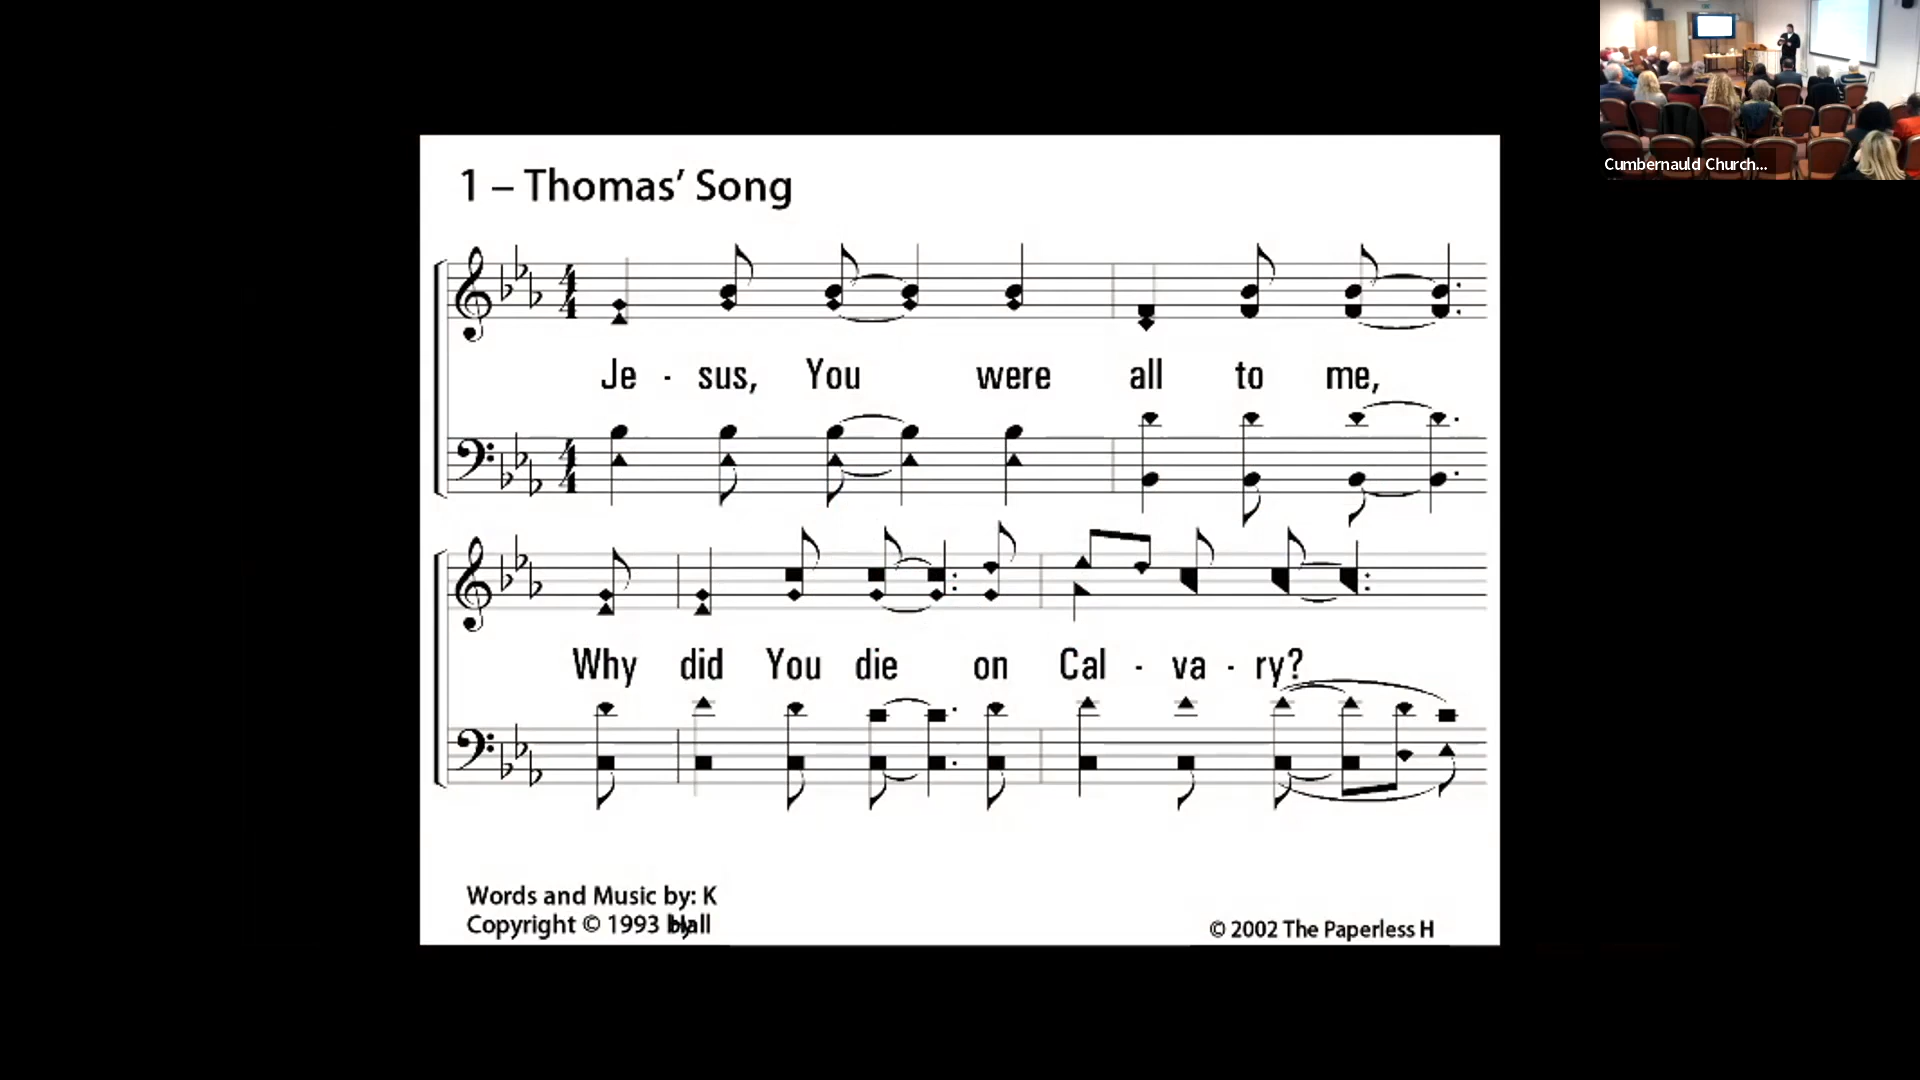 Cumbernauld Church...
1 – Thomas’ Song
Je - sus, You were all to me,
Why did You die on Cal - va - ry?
Words and Music by: K
Copyright © 1993
© 2002 The Paperless H